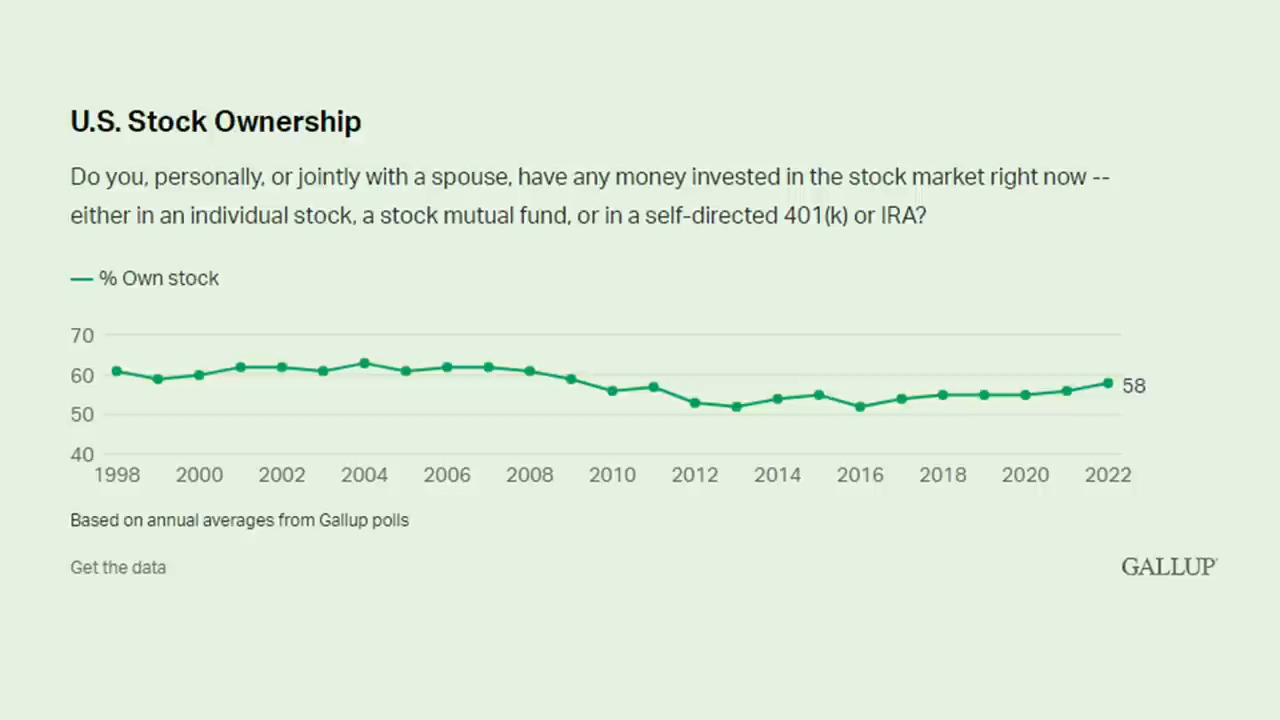 U.S. Stock Ownership
Do you, personally, or jointly with a spouse, have any money invested in the stock market right now --
either in an individual stock, a stock mutual fund, or in a self-directed 401(k) or IRA?
% Own stock
70
60
58
50
40
1998 2000 2002 2004 2006 2008 2010 2012 2014 2016 2018 2020 2022
Based on annual averages from Gallup polls
Get the data
GALLUP